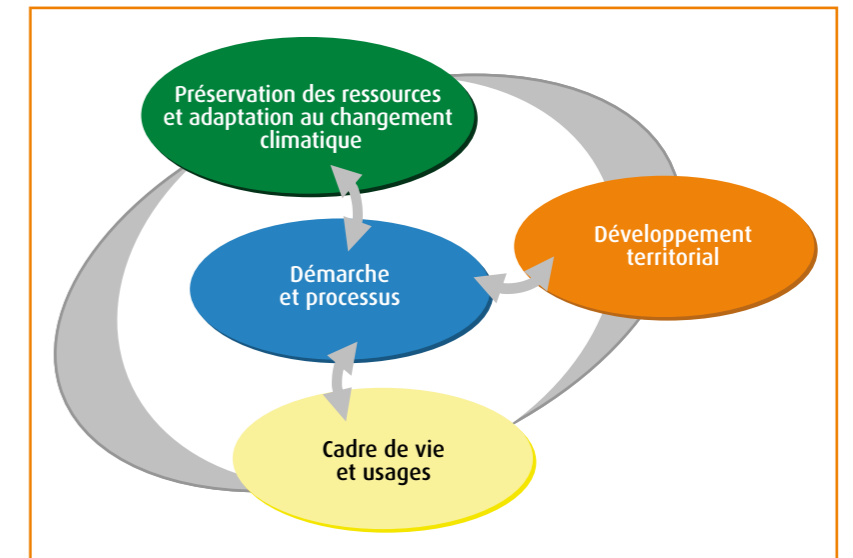 Préservation des ressources
et adaptation au changement
climatique
Développement
territorial
Démarche
et processus
Cadre de vie
et usages